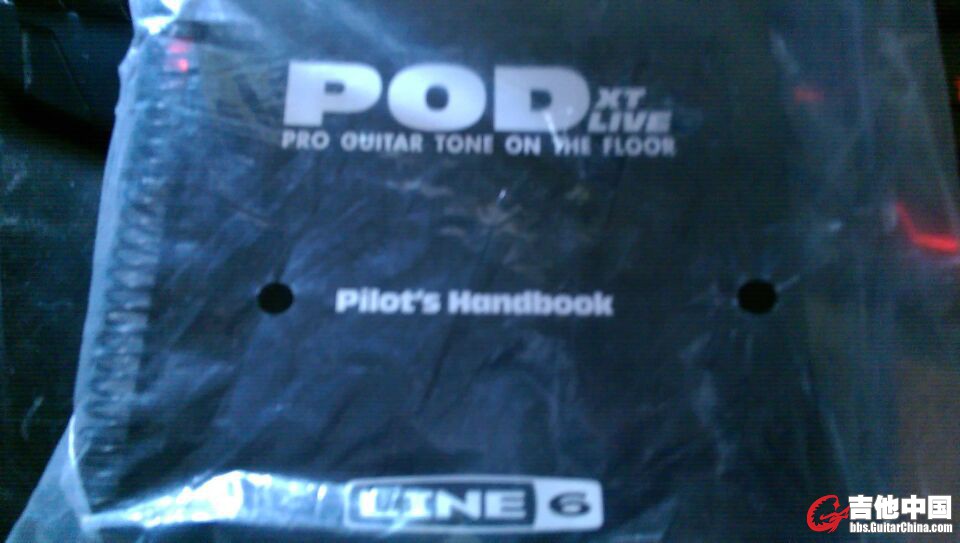 POD XT LIVE
PRO GUITAR TONE ON THE FLOOR
Pilot's Handbook
LINE 6
吉他中国
bbs.GuitarChina.com